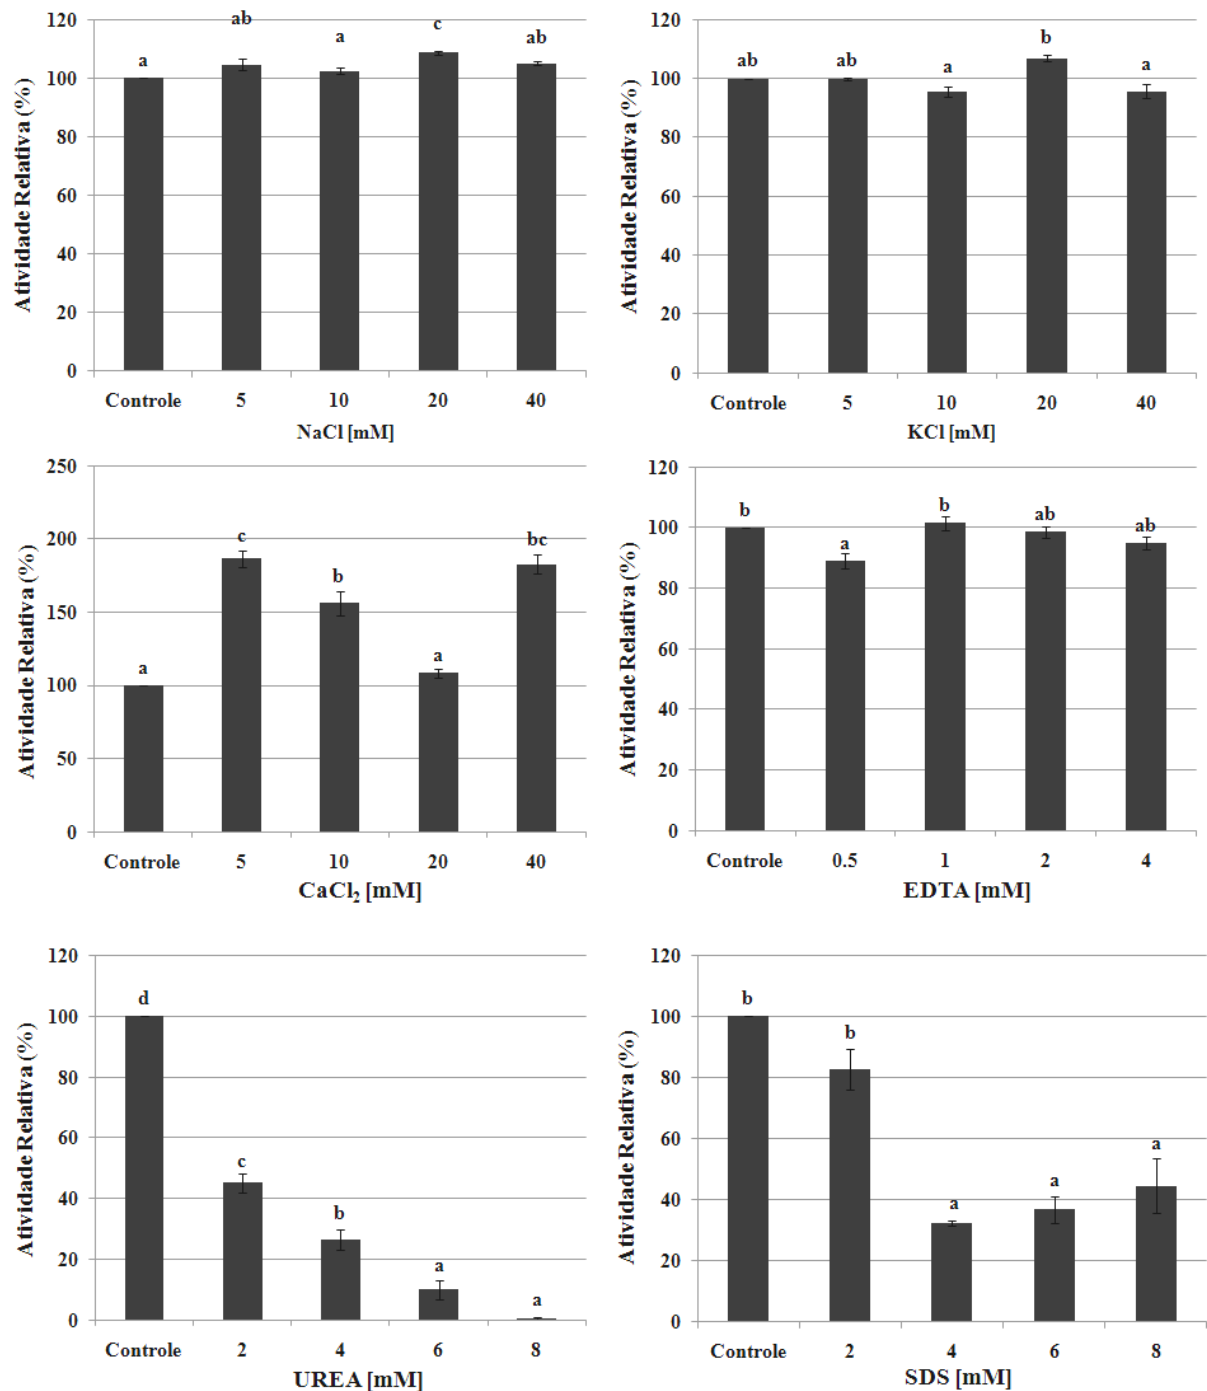 120
100
80
60
40
20
0
Atividade Relativa (%)
a
ab
a
c
ab
Controle 5 10 20 40
NaCl [mM]
120
100
80
60
40
20
0
Atividade Relativa (%)
ab
ab
a
b
a
Controle 5 10 20 40
KCl [mM]
250
200
150
100
50
0
Atividade Relativa (%)
a
c
b
a
bc
Controle 5 10 20 40
CaCl₂ [mM]
120
100
80
60
40
20
0
Atividade Relativa (%)
b
a
b
ab
ab
Controle 0.5 1 2 4
EDTA [mM]
120
100
80
60
40
20
0
Atividade Relativa (%)
d
c
b
a
a
Controle 2 4 6 8
UREA [mM]
120
100
80
60
40
20
0
Atividade Relativa (%)
b
b
a
a
a
Controle 2 4 6 8
SDS [mM]